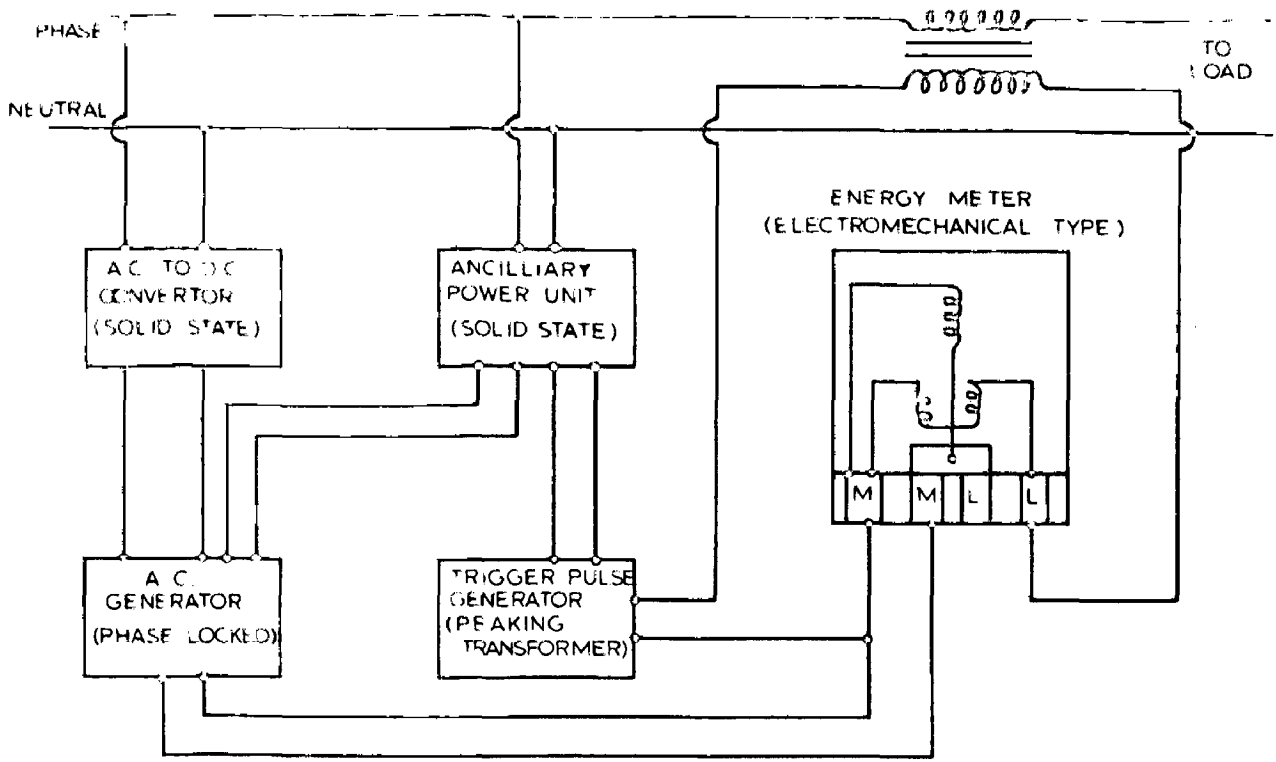 PHASE
TO
LOAD
NEUTRAL
ENERGY METER
(ELECTROMECHANICAL TYPE)
A.C. TO D.C
CONVERTOR
(SOLID STATE)
ANCILLIARY
POWER UNIT
(SOLID STATE)
M
M
L
L
A.C.
GENERATOR
(PHASE LOCKED)
TRIGGER PULSE
GENERATOR
(PEAKING
TRANSFORMER)